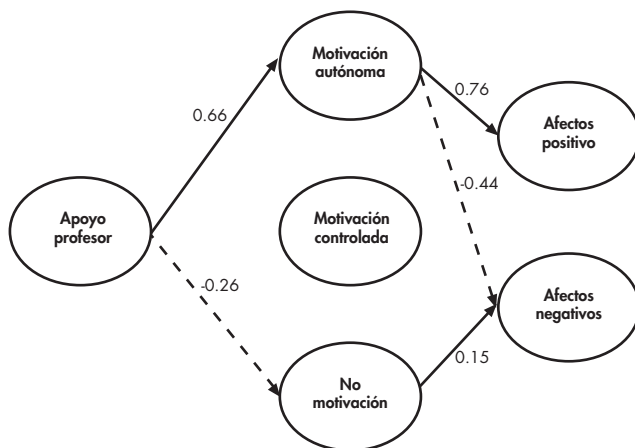 Motivación
autónoma
0.76
0.66
Afectos
positivo
-0.44
Apoyo
profesor
Motivación
controlada
-0.26
Afectos
negativos
0.15
No
motivación